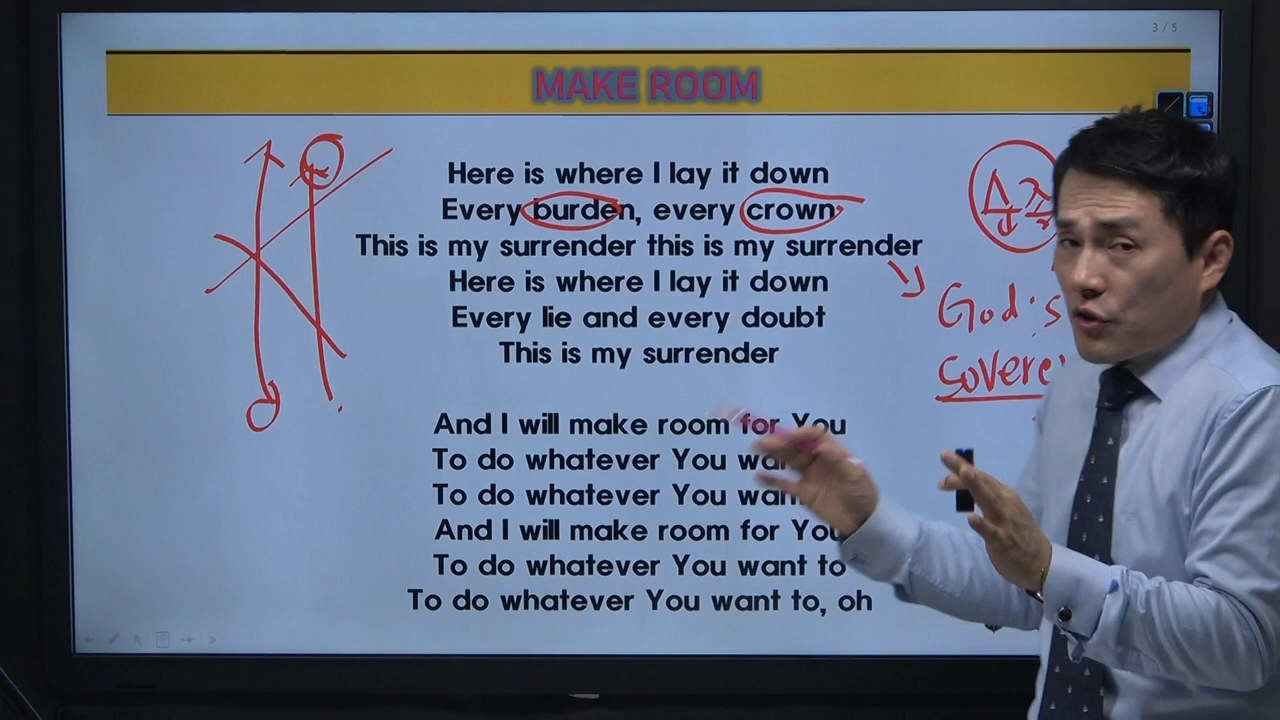 3 / 5
MAKE ROOM
Here is where I lay it down
Every burden, every crown
This is my surrender this is my surrender
Here is where I lay it down
Every lie and every doubt
This is my surrender
God's
sovere
And I will make room for You
To do whatever You
To do whatever You
And I will make room for You
To do whatever You want to
To do whatever You want to, oh